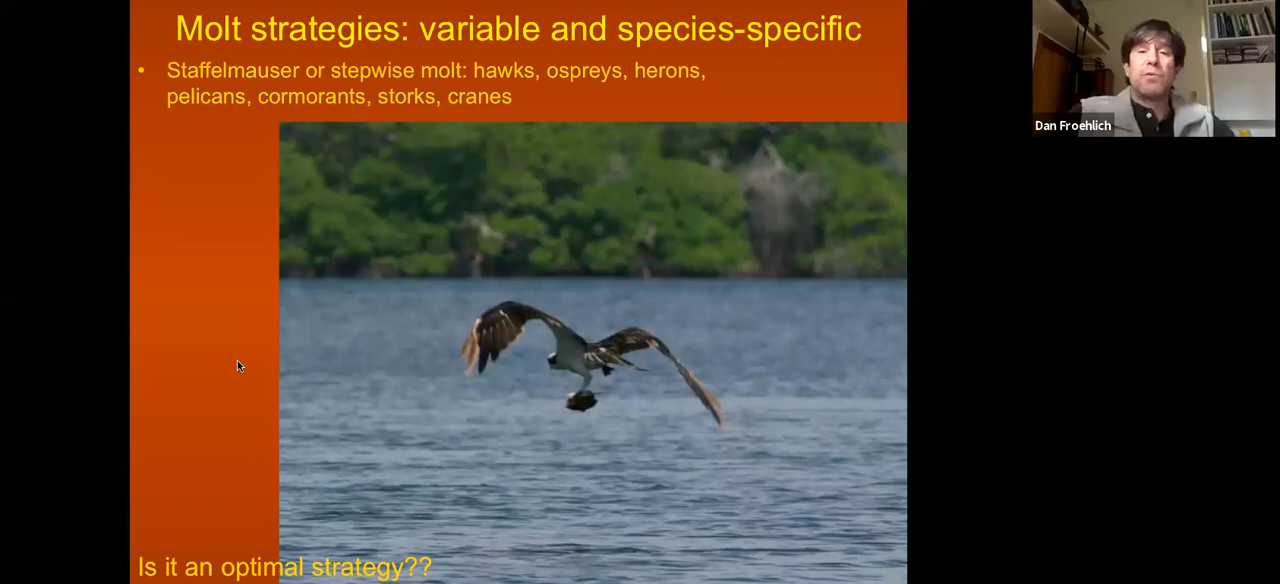 Molt strategies: variable and species-specific
• Staffelmauser or stepwise molt: hawks, ospreys, herons,
pelicans, cormorants, storks, cranes
Dan Froehlich
Is it an optimal strategy??